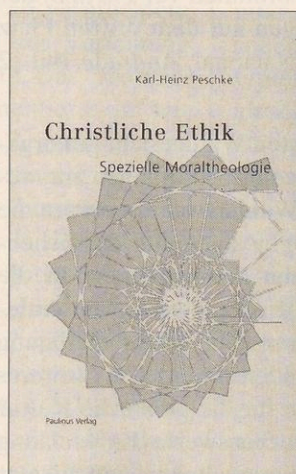 Karl-Heinz Peschke
Christliche Ethik
Spezielle Moraltheologie
Paulinus Verlag